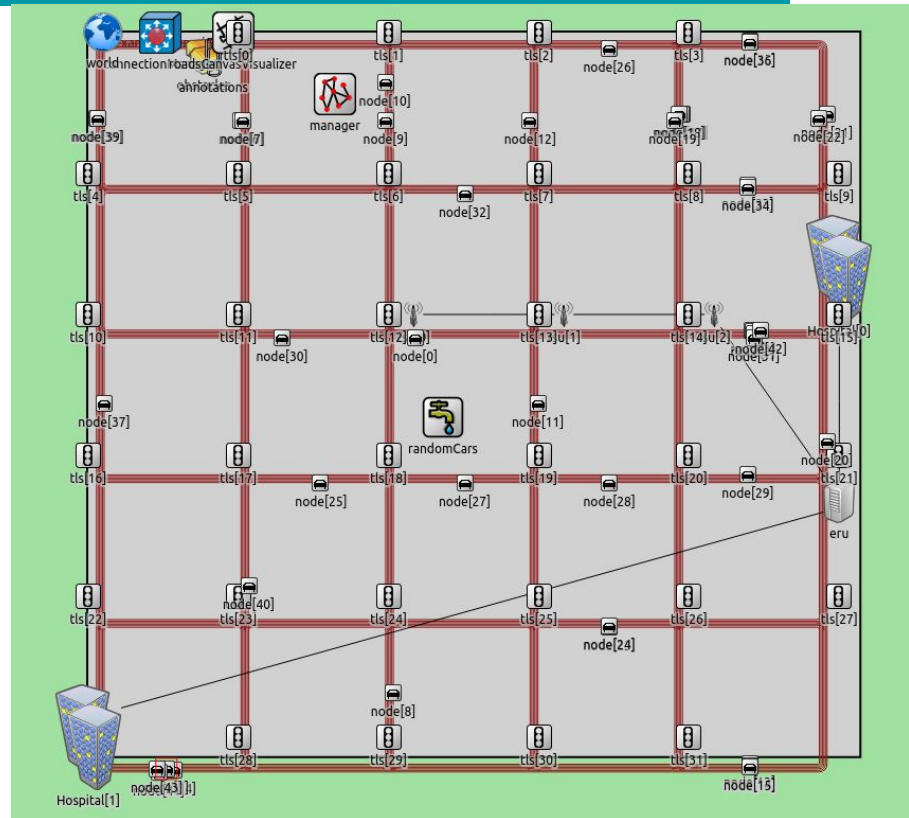 tls[0]
tls[1]
tls[2]
tls[3]
world
annotations
node[26]
node[36]
manager
node[10]
node[39]
node[7]
node[9]
node[12]
node[19]
node[22]
tls[4]
tls[5]
tls[6]
tls[7]
tls[8]
tls[9]
node[32]
node[34]
tls[10]
tls[11]
tls[12]
tls[13]
tls[14]
tls[15]
node[30]
node[0]
node[42]
node[37]
randomCars
node[11]
tls[16]
tls[17]
tls[18]
tls[19]
tls[20]
node[20]
tls[21]
node[25]
node[27]
node[28]
node[29]
eru
tls[22]
node[40]
tls[23]
tls[24]
tls[25]
tls[26]
tls[27]
node[24]
node[8]
tls[28]
tls[29]
tls[30]
tls[31]
node[43]
node[15]
Hospital[1]